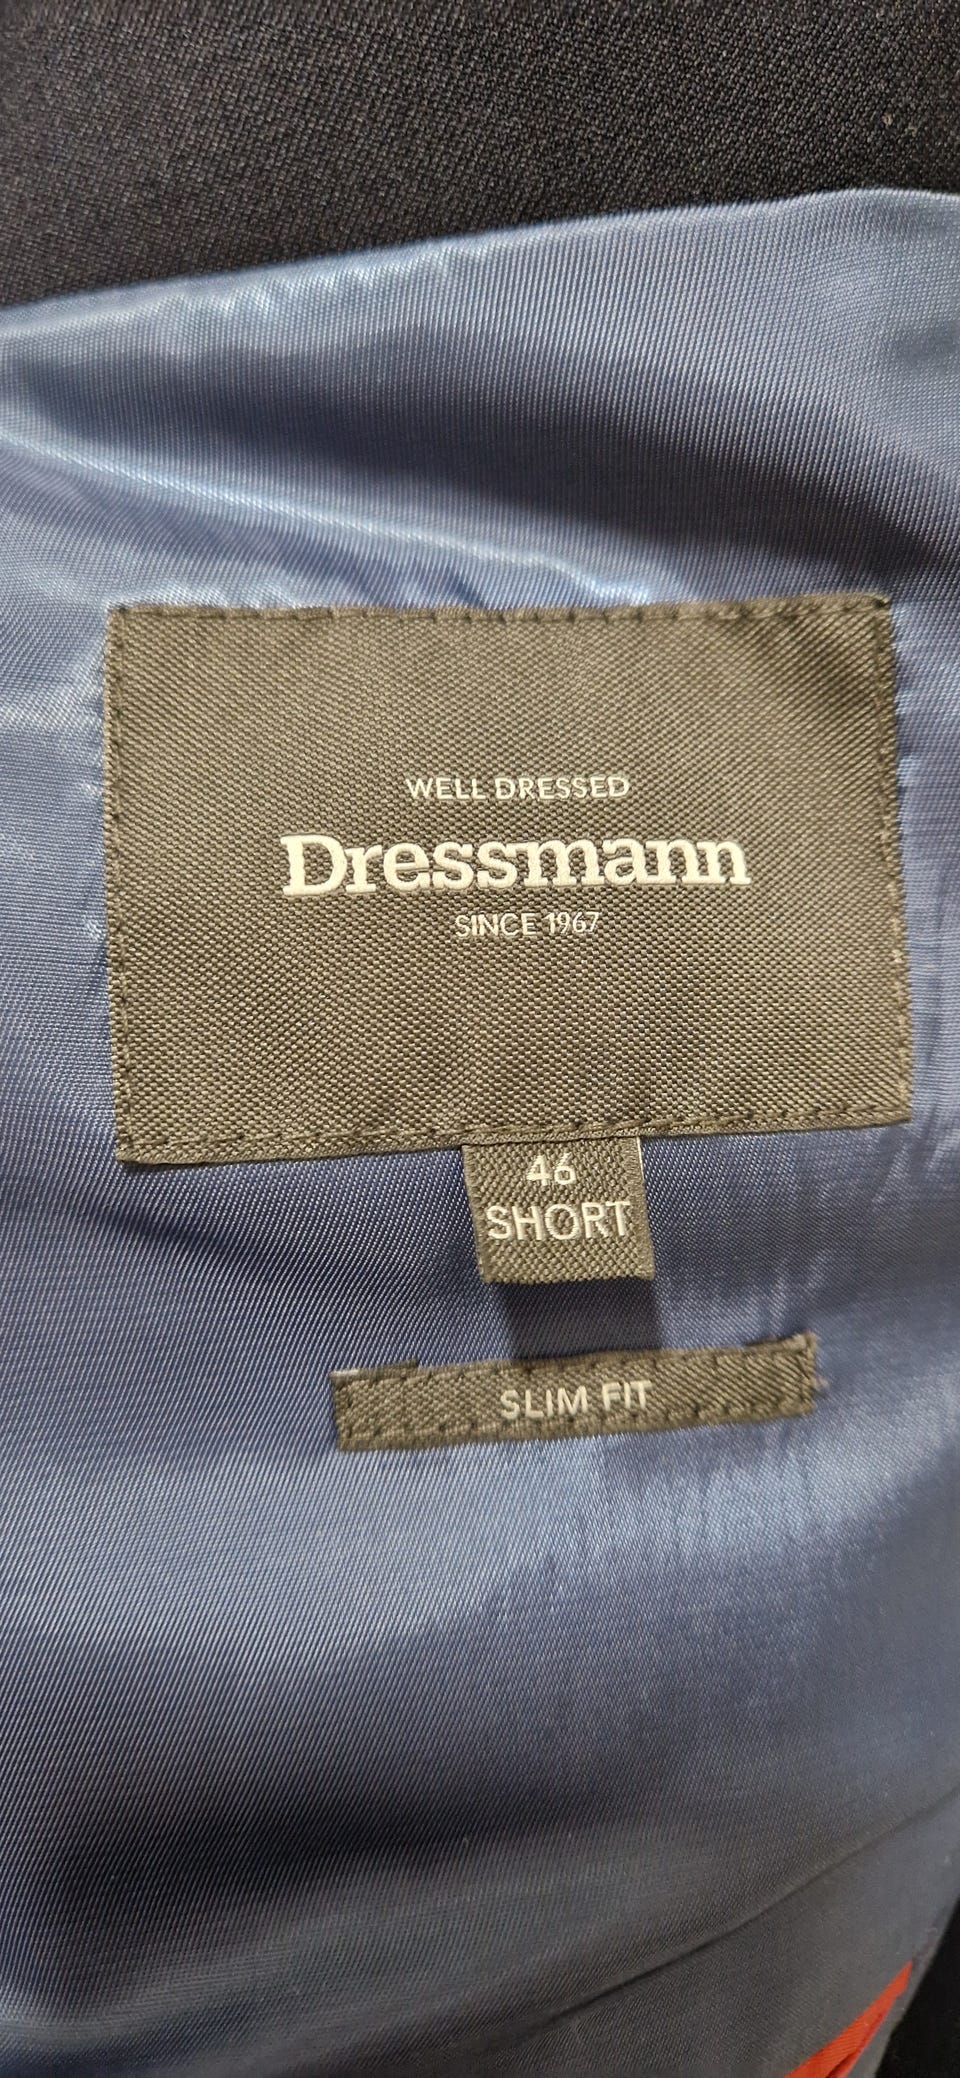 WELL DRESSED
Dressmann
SINCE 1967
46
SHORT
SLIM FIT